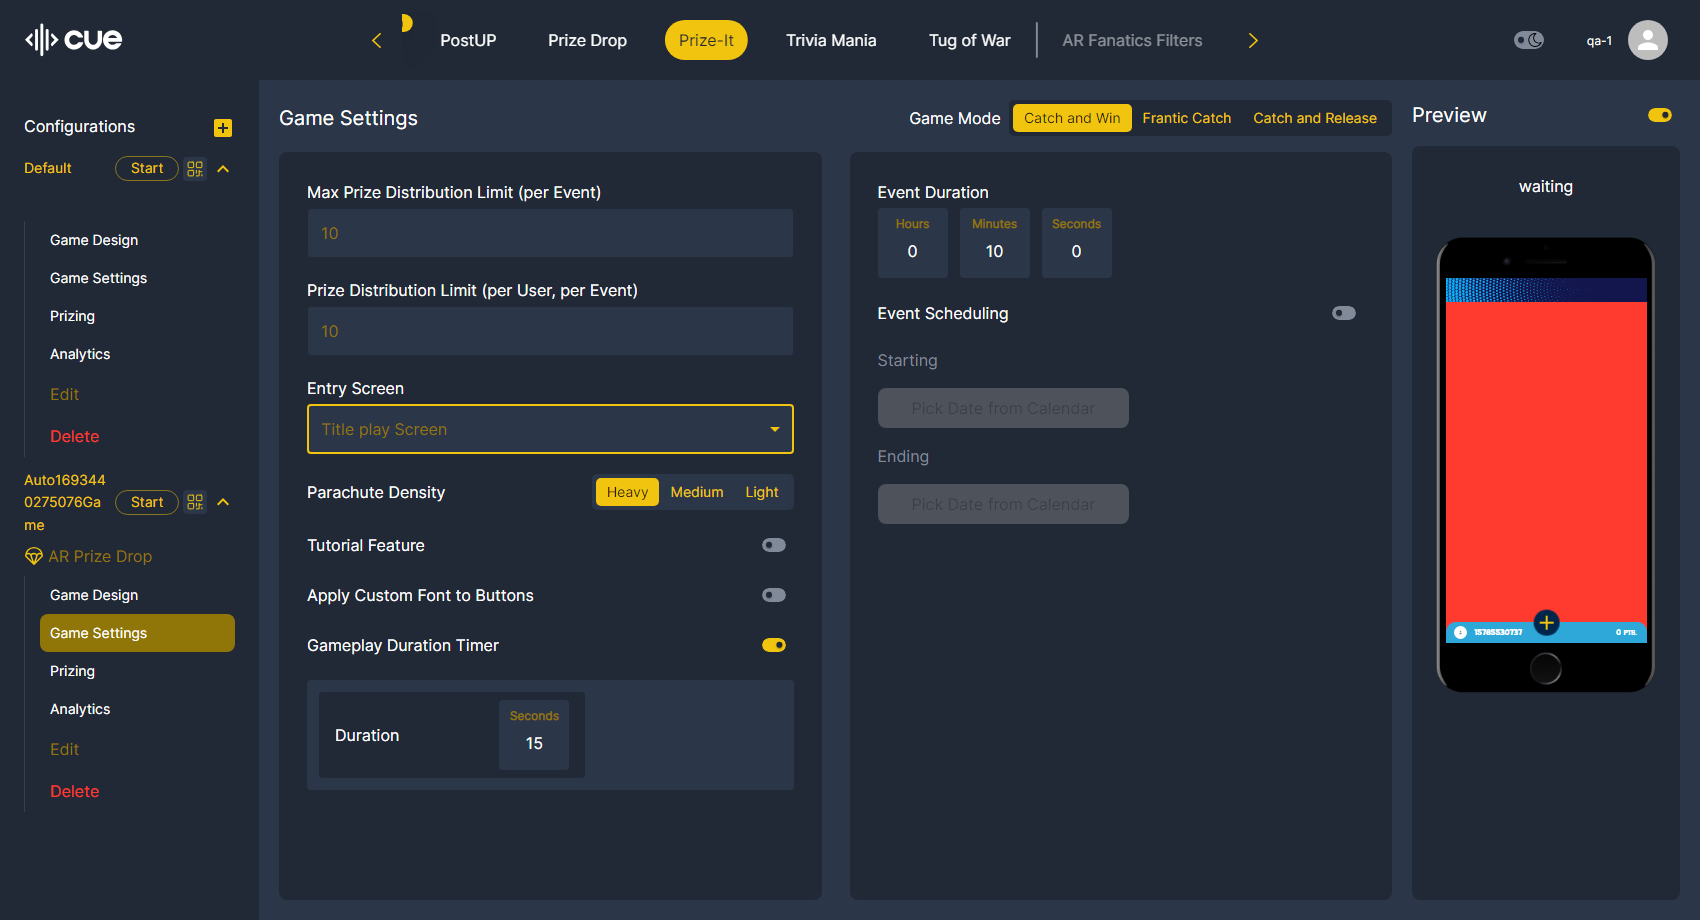 cue
PostUP
Prize Drop
Prize-It
Trivia Mania
Tug of War
AR Fanatics Filters
qa-1
Configurations
Default
Start
Game Design
Game Settings
Prizing
Analytics
Edit
Delete
Auto169344
0275076Ga
me
Start
AR Prize Drop
Game Design
Game Settings
Prizing
Analytics
Edit
Delete
Game Settings
Game Mode
Catch and Win
Frantic Catch
Catch and Release
Max Prize Distribution Limit (per Event)
10
Prize Distribution Limit (per User, per Event)
10
Entry Screen
Title play Screen
Parachute Density
Heavy
Medium
Light
Tutorial Feature
Apply Custom Font to Buttons
Gameplay Duration Timer
Duration
Seconds
15
Event Duration
Hours
0
Minutes
10
Seconds
0
Event Scheduling
Starting
Pick Date from Calendar
Ending
Pick Date from Calendar
Preview
waiting
15785530737
0 PTS.